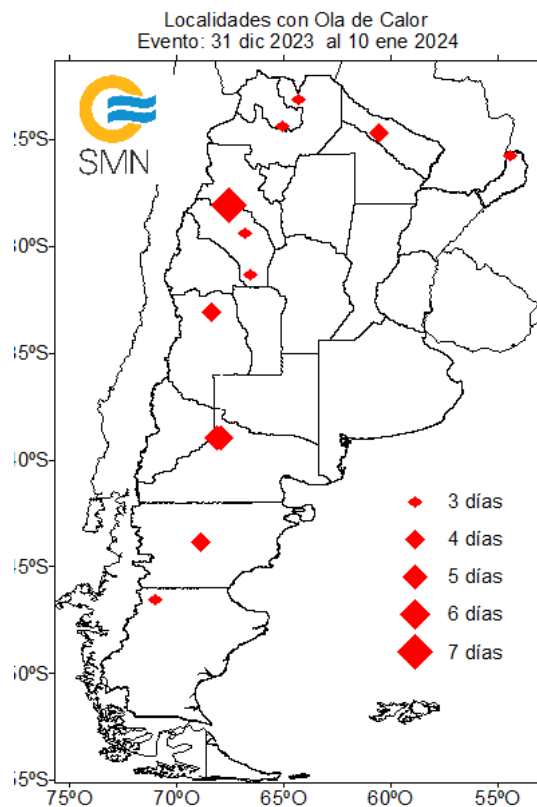 Localidades con Ola de Calor
Evento: 31 dic 2023 al 10 ene 2024
SMN
25ºS
30ºS
35ºS
40ºS
45ºS
50ºS
55ºS
3 días
4 días
5 días
6 días
7 días
75ºO
70ºO
65ºO
60ºO
55ºO